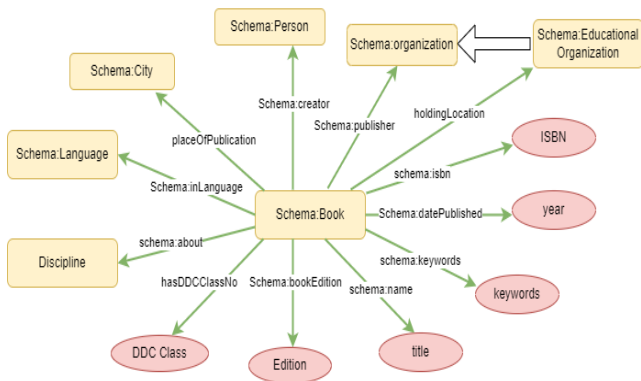 Schema:Person
Schema:organization
Schema:Educational
Organization
Schema:City
Schema:creator
Schema:publisher
holdingLocation
placeOfPublication
ISBN
Schema:Language
schema:isbn
Schema:inLanguage
Schema:Book
Schema:datePublished
year
schema:about
Discipline
schema:keywords
hasDDCClassNo
Schema:bookEdition
schema:name
keywords
DDC Class
Edition
title